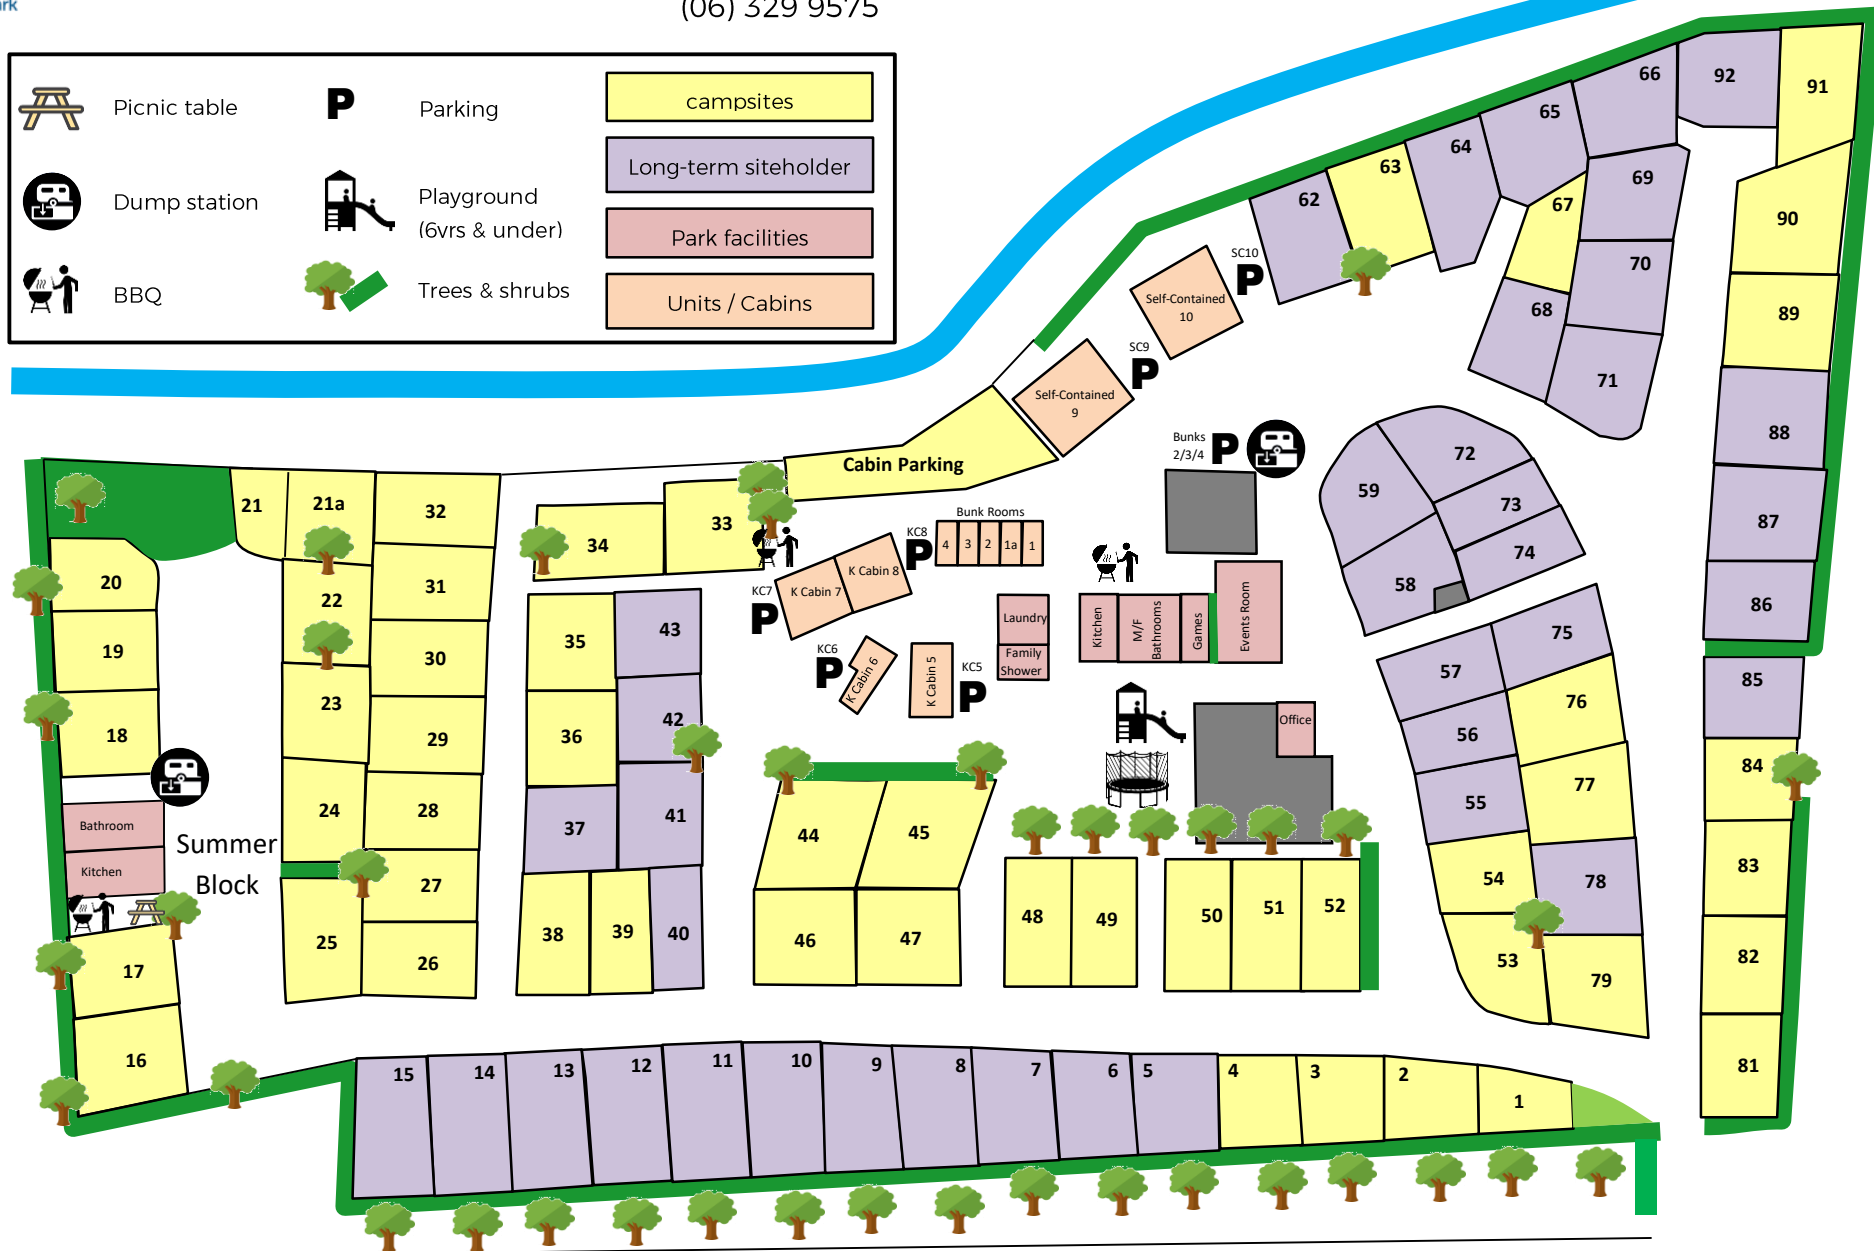 ark
(06) 329 9575
Picnic table
P
Parking
campsites
Dump station
Playground
(6yrs & under)
Long-term siteholder
Park facilities
BBQ
Trees & shrubs
Units / Cabins
66
92
91
65
64
63
62
69
67
90
70
68
89
71
88
87
86
SC10
P
Self-Contained
10
SC9
P
Self-Contained
9
Cabin Parking
Bunks
2/3/4
P
72
59
73
74
58
21
21a
32
33
34
20
22
31
19
30
23
18
29
24
28
Bathroom
Kitchen
Summer
Block
27
25
26
17
16
KC8
P
Bunk Rooms
4
3
2
1a
1
KC7
P
K Cabin 7
K Cabin 8
KC6
P
K Cabin 6
K Cabin 5
KC5
P
Laundry
Family
Shower
Kitchen
M/F
Bathrooms
Games
Events Room
Office
35
43
36
42
37
41
38
39
40
44
45
46
47
48
49
50
51
52
75
57
76
56
77
55
54
78
53
79
85
84
83
82
81
15
14
13
12
11
10
9
8
7
6
5
4
3
2
1